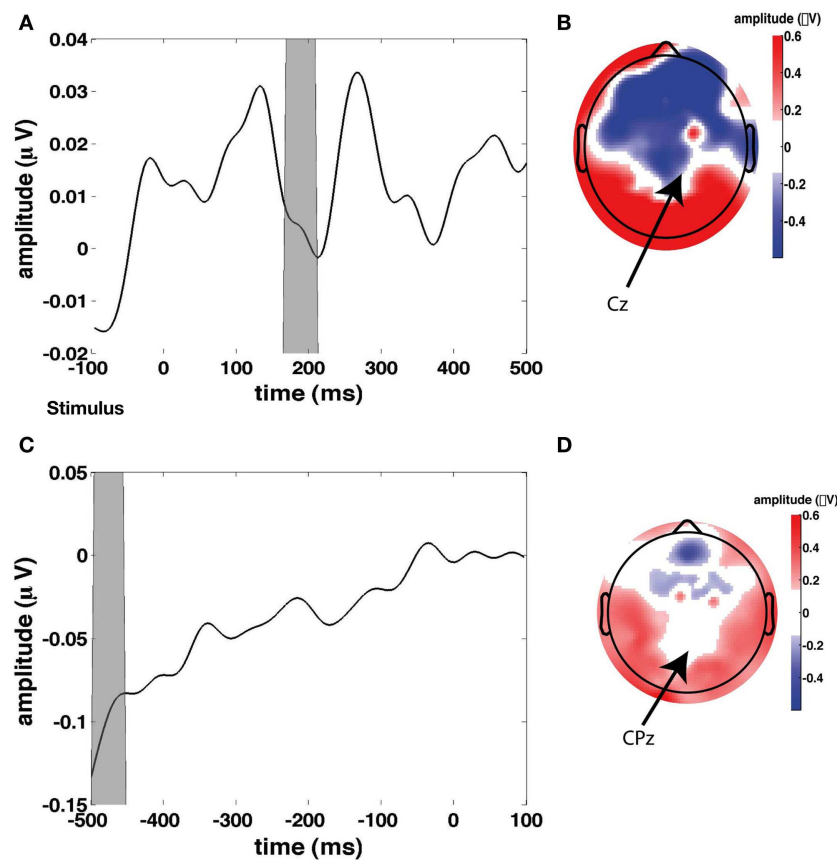 A
amplitude (μ V)
0.04
0.03
0.02
0.01
0
-0.01
-0.02
-100 0 100 200 300 400 500
time (ms)
Stimulus
B
amplitude (▯V)
0.6
0.4
0.2
0
-0.2
-0.4
Cz
C
amplitude (μ V)
0.05
0
-0.05
-0.1
-0.15
-500 -400 -300 -200 -100 0 100
time (ms)
D
amplitude (▯V)
0.6
0.4
0.2
0
-0.2
-0.4
CPz